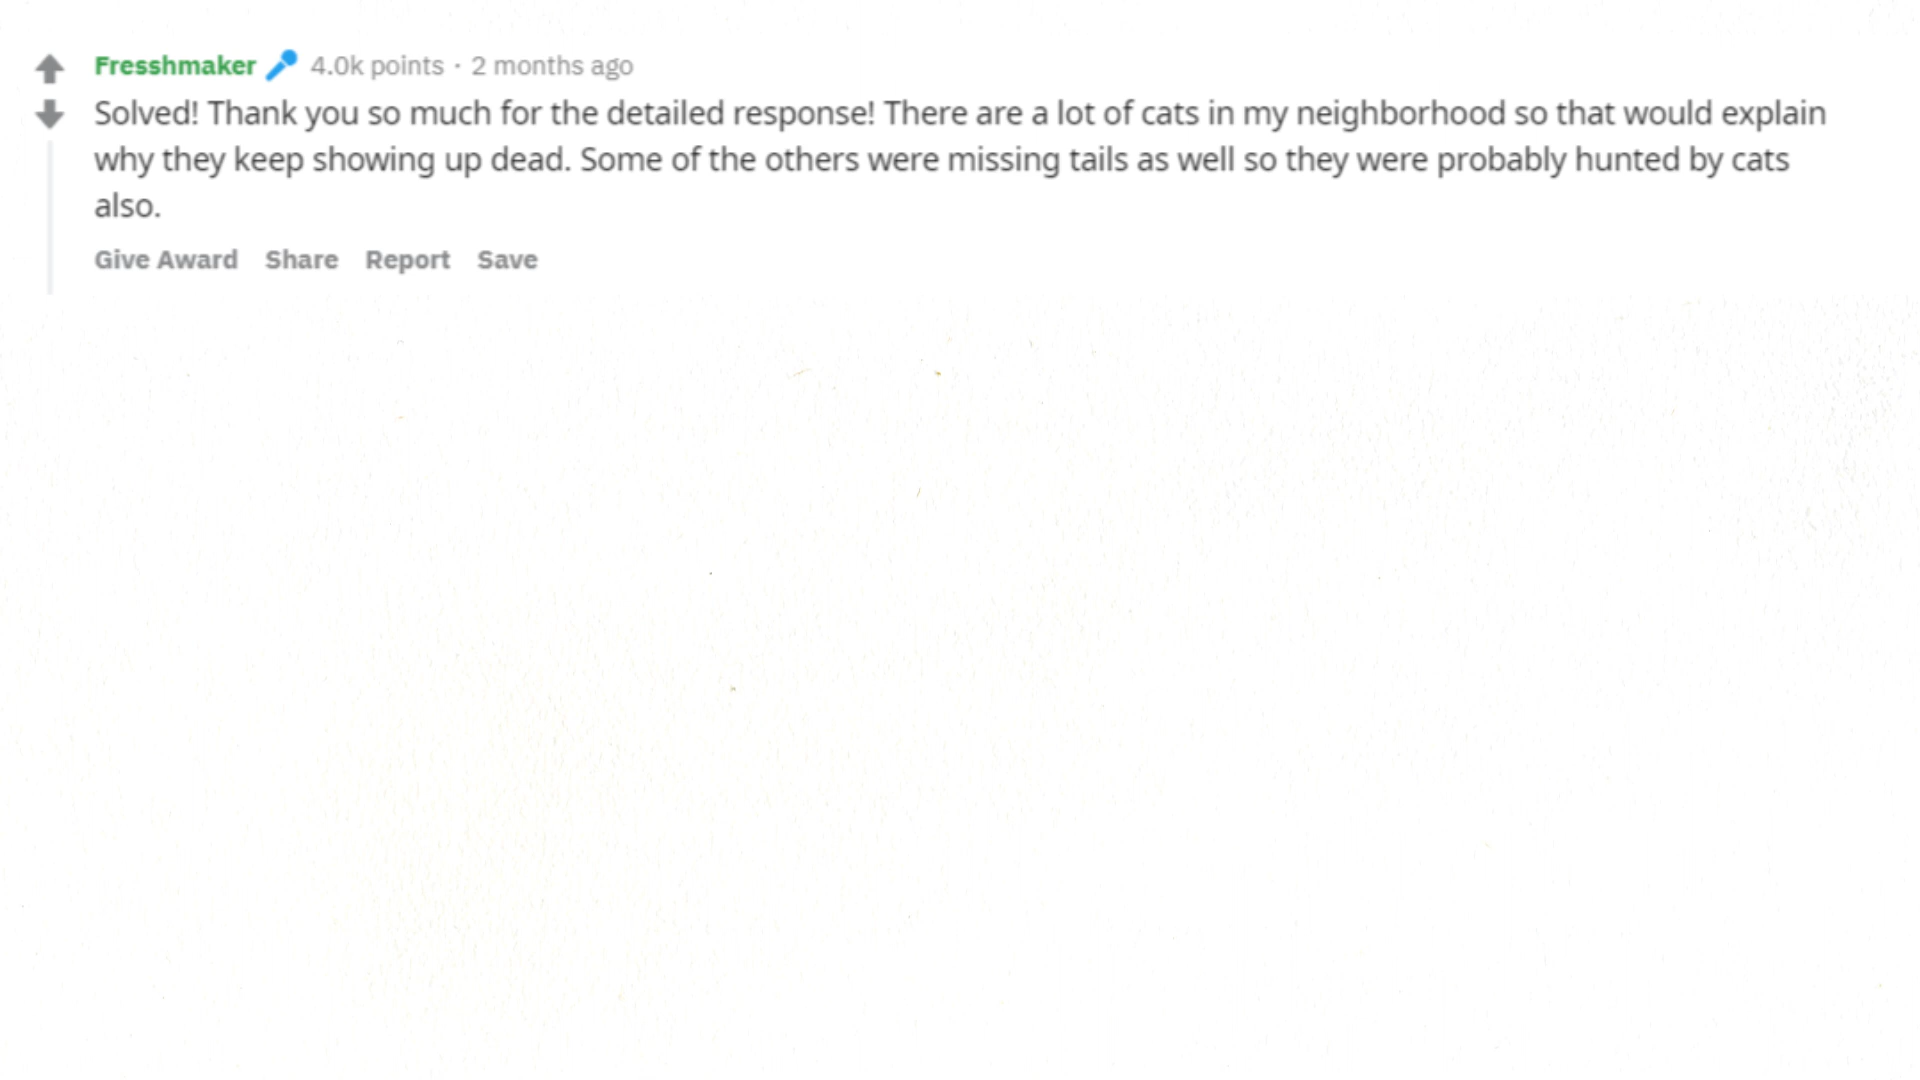 Fresshmaker 4.0k points · 2 months ago
Solved! Thank you so much for the detailed response! There are a lot of cats in my neighborhood so that would explain
why they keep showing up dead. Some of the others were missing tails as well so they were probably hunted by cats
also.
Give Award Share Report Save